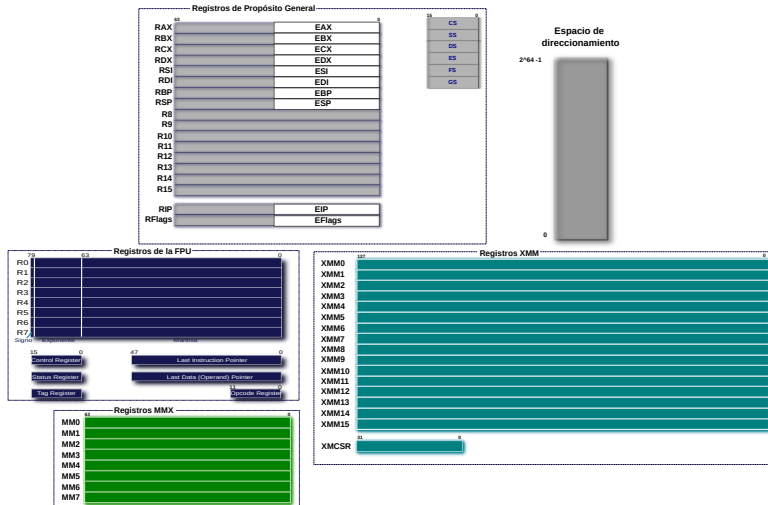 Registros de Propósito General
63 0
RAX EAX
RBX EBX
RCX ECX
RDX EDX
RSI ESI
RDI EDI
RBP EBP
RSP ESP
R8
R9
R10
R11
R12
R13
R14
R15
RIP EIP
RFlags EFlags
15 0
CS
SS
DS
ES
FS
GS
Espacio de
direccionamiento
2^64 -1
0
Registros de la FPU
79 63 0
R0
R1
R2
R3
R4
R5
R6
R7
Signo Exponente Mantisa
15 0 47 0
Control Register Last Instruction Pointer
Status Register Last Data (Operand) Pointer
11 0
Tag Register Opcode Register
Registros MMX
63 0
MM0
MM1
MM2
MM3
MM4
MM5
MM6
MM7
Registros XMM
127 0
XMM0
XMM1
XMM2
XMM3
XMM4
XMM5
XMM6
XMM7
XMM8
XMM9
XMM10
XMM11
XMM12
XMM13
XMM14
XMM15
31 0
XMCSR